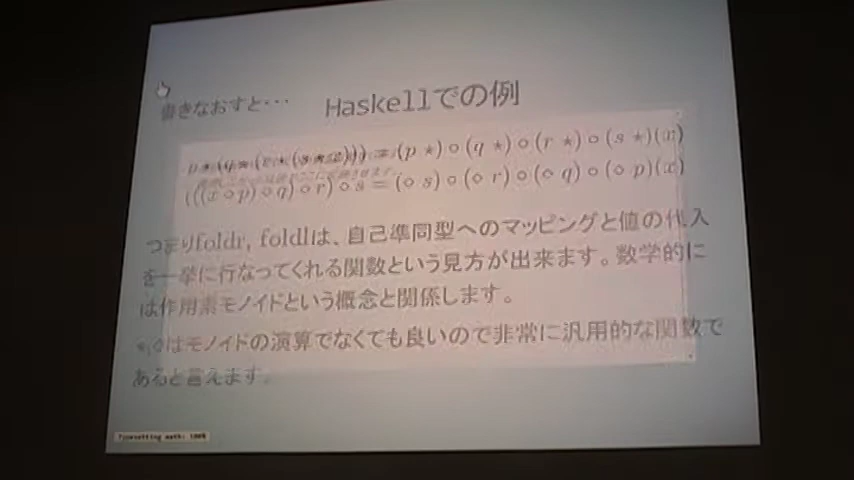 Haskellでの例
書きなおすと・・・
p ⋆ (q ⋆ (r ⋆ (s ⋆ x))) = (p ⋆) ∘ (q ⋆) ∘ (r ⋆) ∘ (s ⋆)(x)
(((x ⋄ p) ⋄ q) ⋄ r) ⋄ s = (⋄ s) ∘ (⋄ r) ∘ (⋄ q) ∘ (⋄ p)(x)
つまりfoldr, foldlは、自己準同型へのマッピングと値の代入
を一挙に行なってくれる関数という見方が出来ます。数学的に
は作用素モノイドという概念と関係します。
⋆,⋄はモノイドの演算でなくても良いので非常に汎用的な関数で
あると言えます。
Typesetting math: 100%